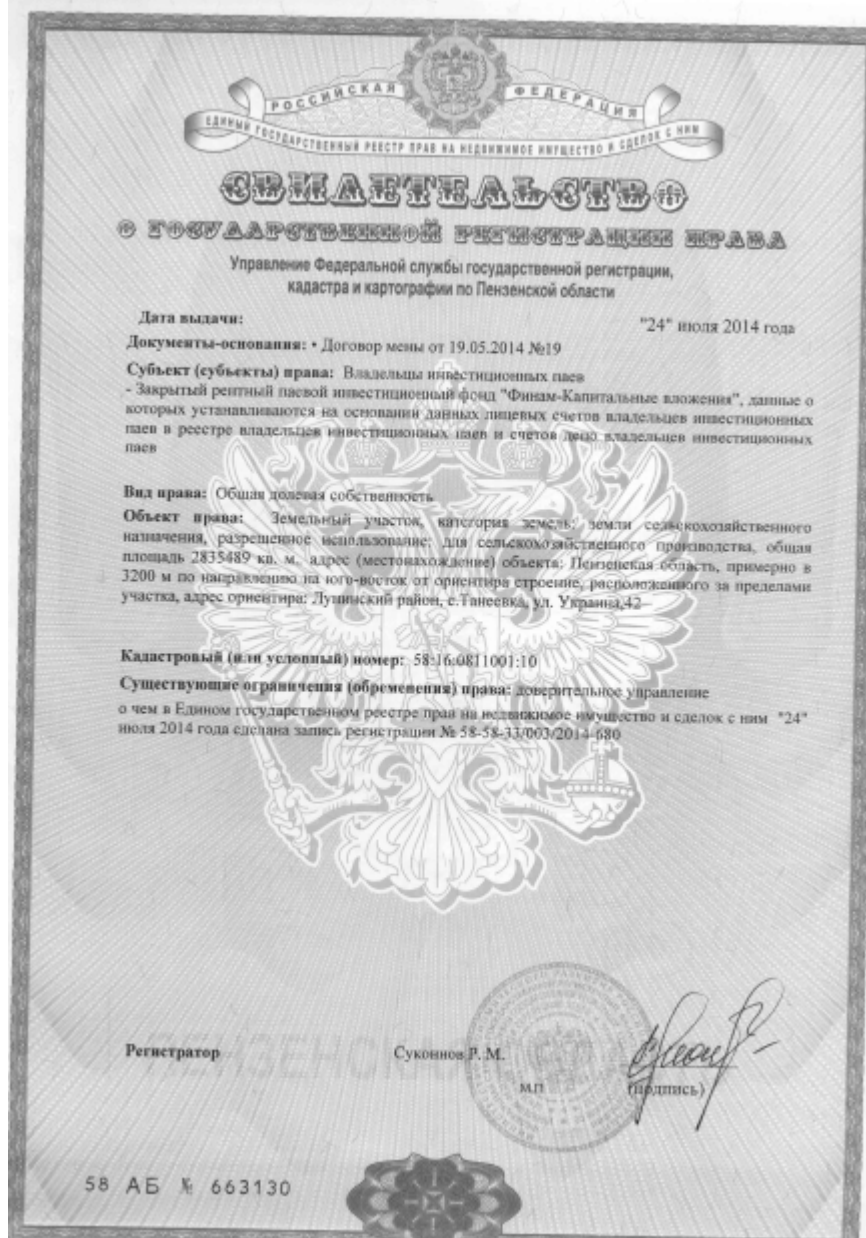 РОССИЙСКАЯ ФЕДЕРАЦИЯ
ЕДИНЫЙ ГОСУДАРСТВЕННЫЙ РЕЕСТР ПРАВ НА НЕДВИЖИМОЕ ИМУЩЕСТВО И СДЕЛОК С НИМ
СВИДЕТЕЛЬСТВО
О ГОСУДАРСТВЕННОЙ РЕГИСТРАЦИИ ПРАВА
Управление Федеральной службы государственной регистрации,
кадастра и картографии по Пензенской области
Дата выдачи: "24" июля 2014 года
Документы-основания: • Договор мены от 19.05.2014 №19
Субъект (субъекты) права: Владельцы инвестиционных паев
- Закрытый рентный паевой инвестиционный фонд "Финам-Капитальные вложения", данные о
которых устанавливаются на основании данных лицевых счетов владельцев инвестиционных
паев в реестре владельцев инвестиционных паев и счетов депо владельцев инвестиционных
паев
Вид права: Общая долевая собственность
Объект права: Земельный участок, категория земель: земли сельскохозяйственного
назначения, разрешенное использование: для сельскохозяйственного производства, общая
площадь 2835489 кв. м, адрес (местонахождение) объекта: Пензенская область, примерно в
3200 м по направлению на юго-восток от ориентира строение, расположенного за пределами
участка, адрес ориентира: Лунинский район, с.Танеевка, ул. Украина,42
Кадастровый (или условный) номер: 58:16:0811001:10
Существующие ограничения (обременения) права: доверительное управление
о чем в Едином государственном реестре прав на недвижимое имущество и сделок с ним "24"
июля 2014 года сделана запись регистрации № 58-58-33/003/2014-680
Регистратор Суконнов Р. М.
М.П. (подпись)
58 АБ № 663130